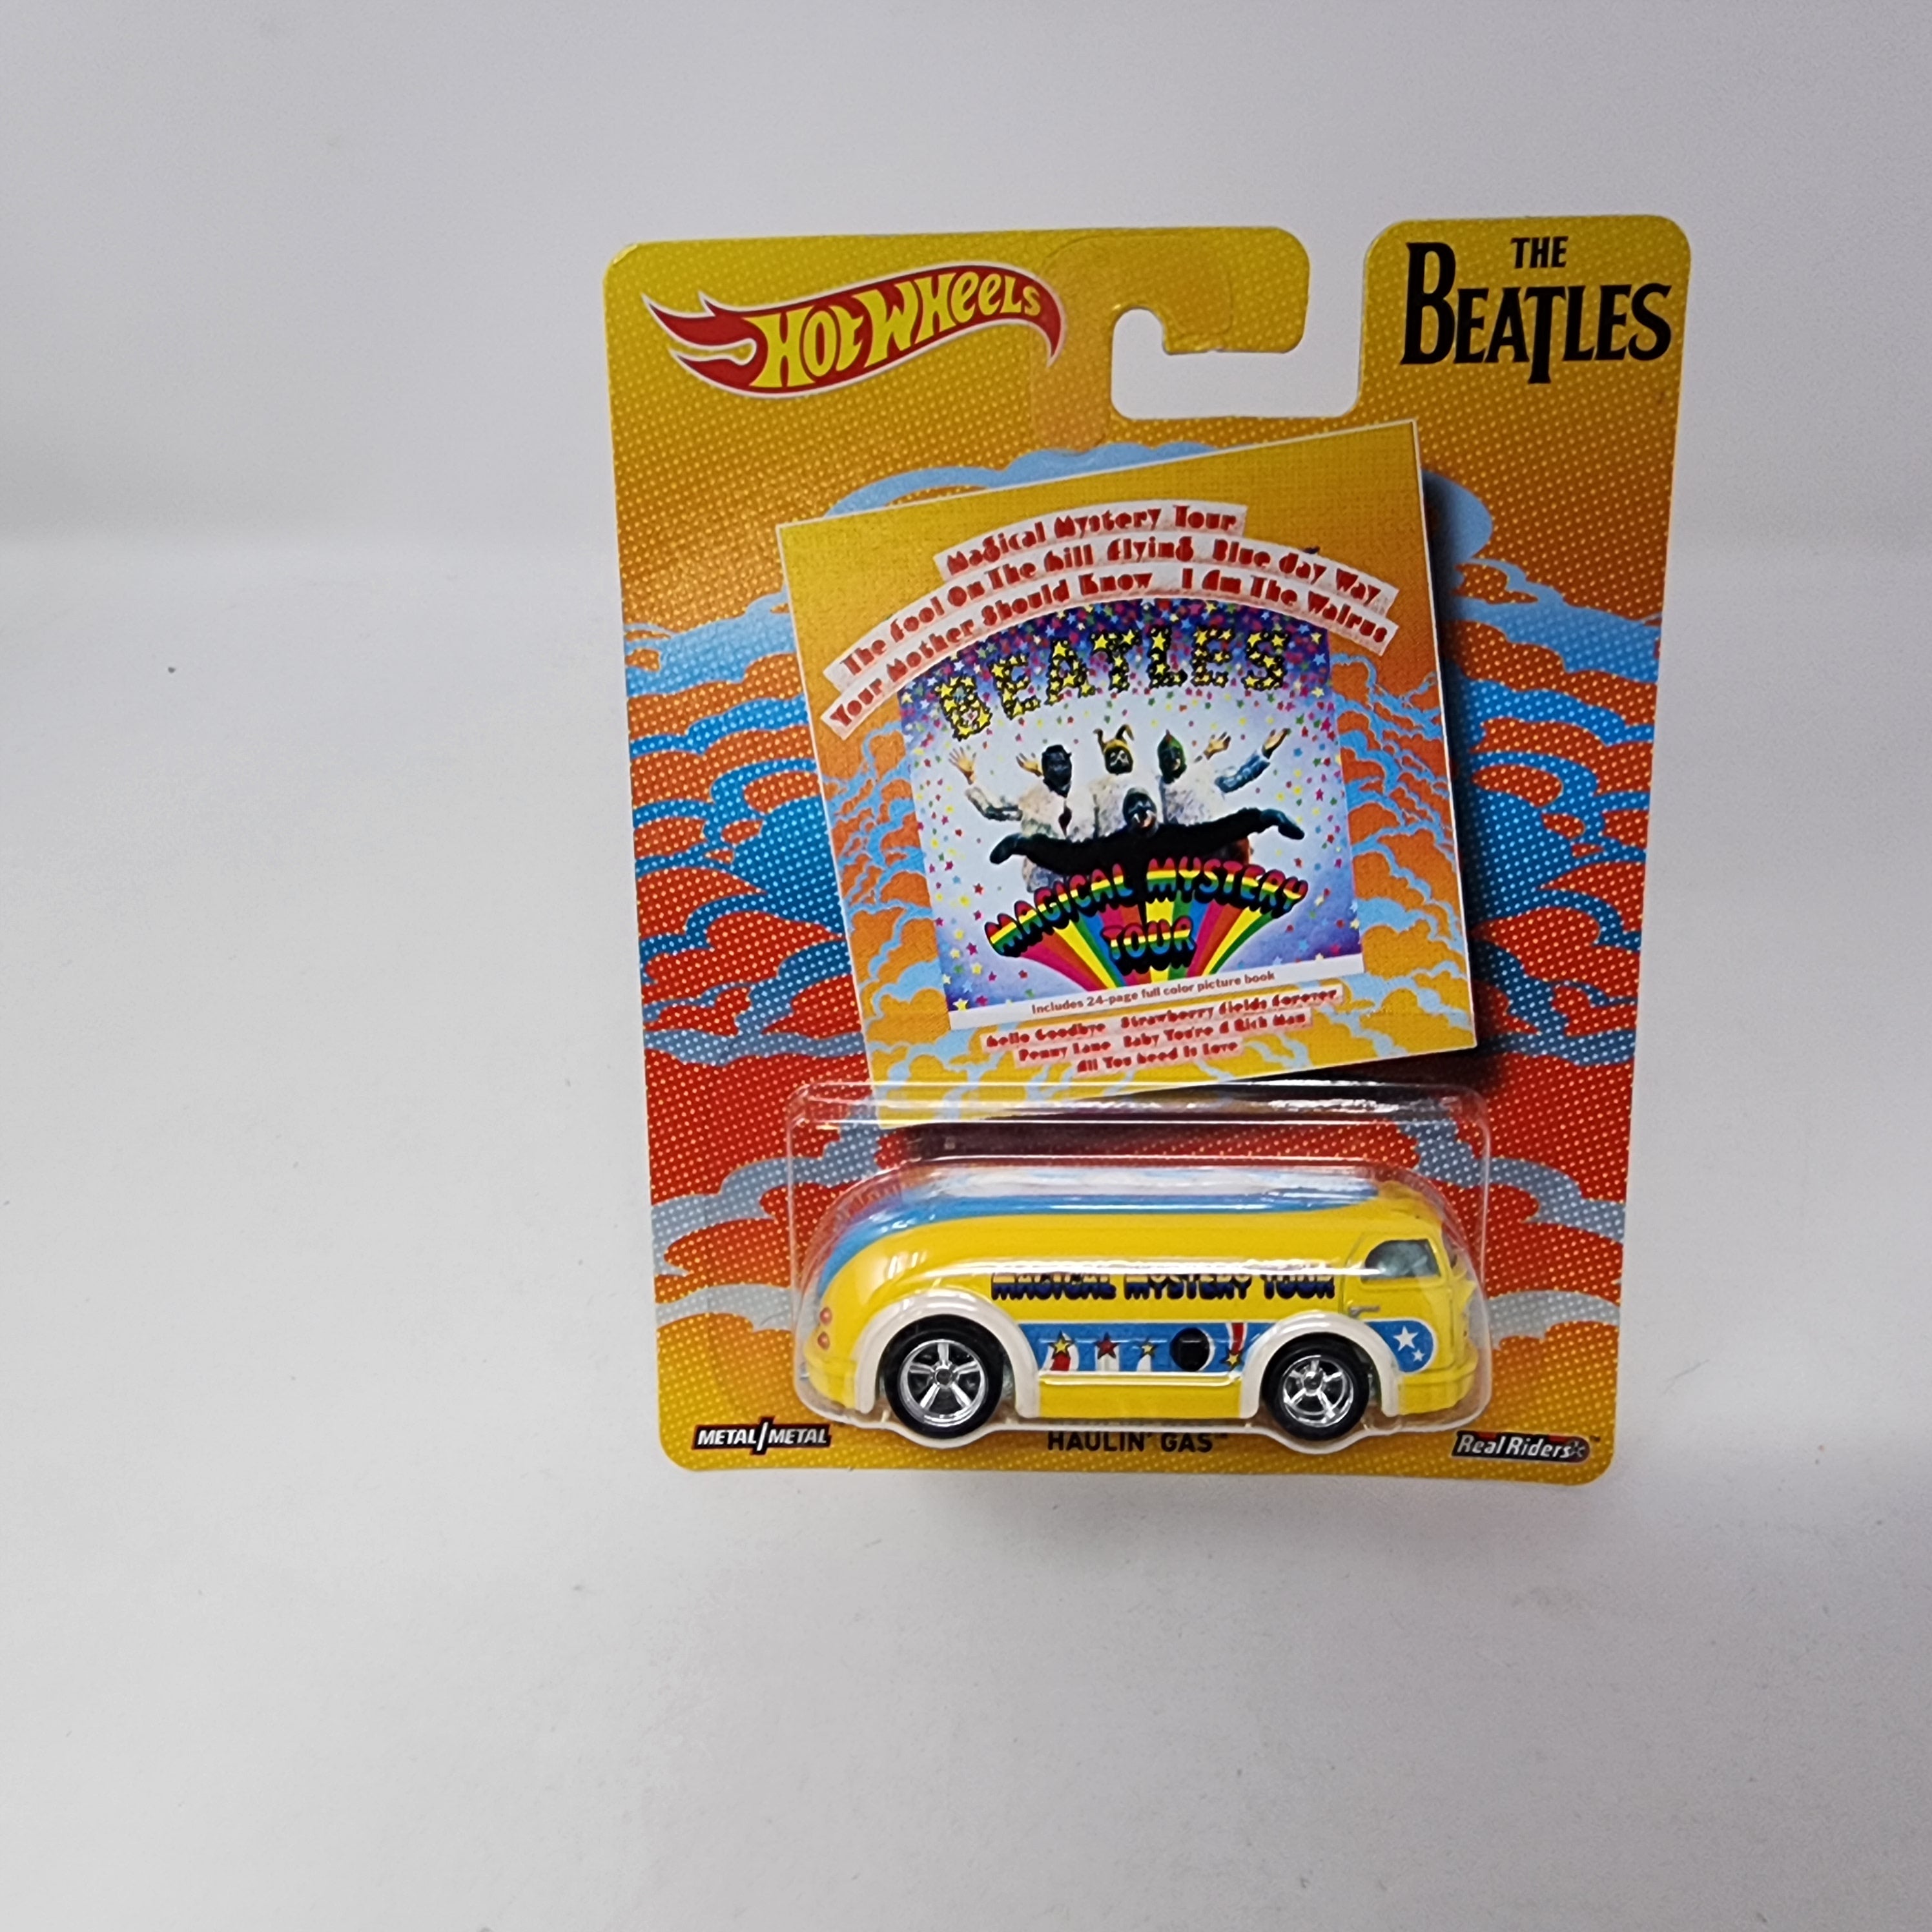 HOT WHEELS
THE
BEATLES
Magical Mystery Tour
The Fool On The Hill Flying Blue Jay Way
Your Mother Should Know I Am The Walrus
BEATLES
MAGICAL MYSTERY
TOUR
Includes 24-page full color picture book
Hello Goodbye Strawberry Fields Forever
Penny Lane Baby You're A Rich Man
All You Need Is Love
MAGICAL MYSTERY TOUR
METAL/METAL
HAULIN' GAS™
Real Riders™